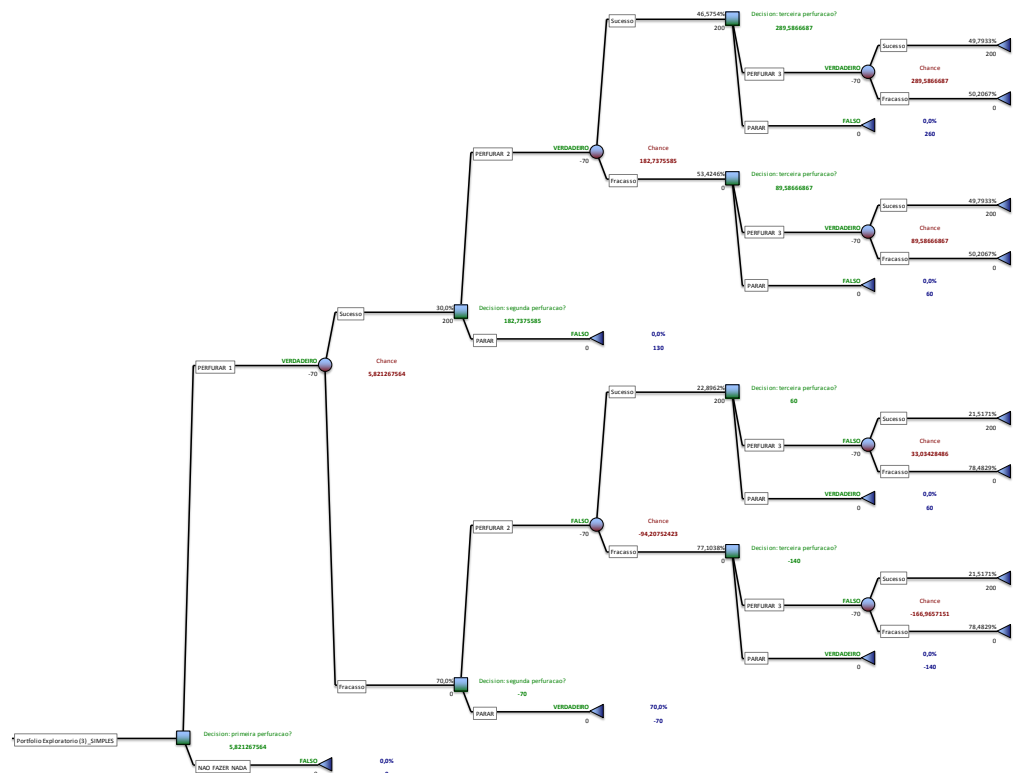 Sucesso
46,5754%
200
Decision: terceira perfuracao?
289,5866687
PERFURAR 3
VERDADEIRO
-70
Chance
289,5866687
Sucesso
49,7933%
200
Fracasso
50,2067%
0
PARAR
FALSO
0
0,0%
260
PERFURAR 2
VERDADEIRO
-70
Chance
182,7375585
Fracasso
53,4246%
0
Decision: terceira perfuracao?
89,58666867
PERFURAR 3
VERDADEIRO
-70
Chance
89,58666867
Sucesso
49,7933%
200
Fracasso
50,2067%
0
PARAR
FALSO
0
0,0%
60
Sucesso
30,0%
200
Decision: segunda perfuracao?
182,7375585
PARAR
FALSO
0
0,0%
130
PERFURAR 1
VERDADEIRO
-70
Chance
5,821267564
Sucesso
22,8962%
200
Decision: terceira perfuracao?
60
PERFURAR 3
FALSO
-70
Chance
33,03428486
Sucesso
21,5171%
200
Fracasso
78,4829%
0
PARAR
VERDADEIRO
0
0,0%
60
PERFURAR 2
FALSO
-70
Chance
-94,20752423
Fracasso
77,1038%
0
Decision: terceira perfuracao?
-140
PERFURAR 3
FALSO
-70
Chance
-166,9657151
Sucesso
21,5171%
200
Fracasso
78,4829%
0
PARAR
VERDADEIRO
0
0,0%
-140
Fracasso
70,0%
0
Decision: segunda perfuracao?
-70
PARAR
VERDADEIRO
0
70,0%
-70
Portfolio Exploratorio (3) _SIMPLES
Decision: primeira perfuracao?
5,821267564
NAO FAZER NADA
FALSO
0,0%